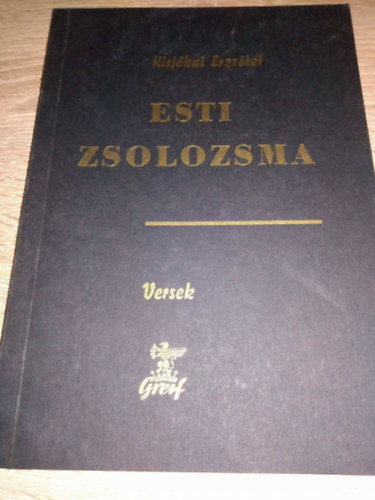 Kisjókai Erzsébet
ESTI
ZSOLOZSMA
Versek
Greif